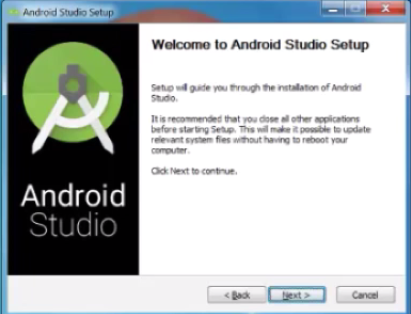 Android Studio Setup
Welcome to Android Studio Setup
Setup will guide you through the installation of Android
Studio.
It is recommended that you close all other applications
before starting Setup. This will make it possible to update
relevant system files without having to reboot your
computer.
Click Next to continue.
Android
Studio
< Back
Next >
Cancel